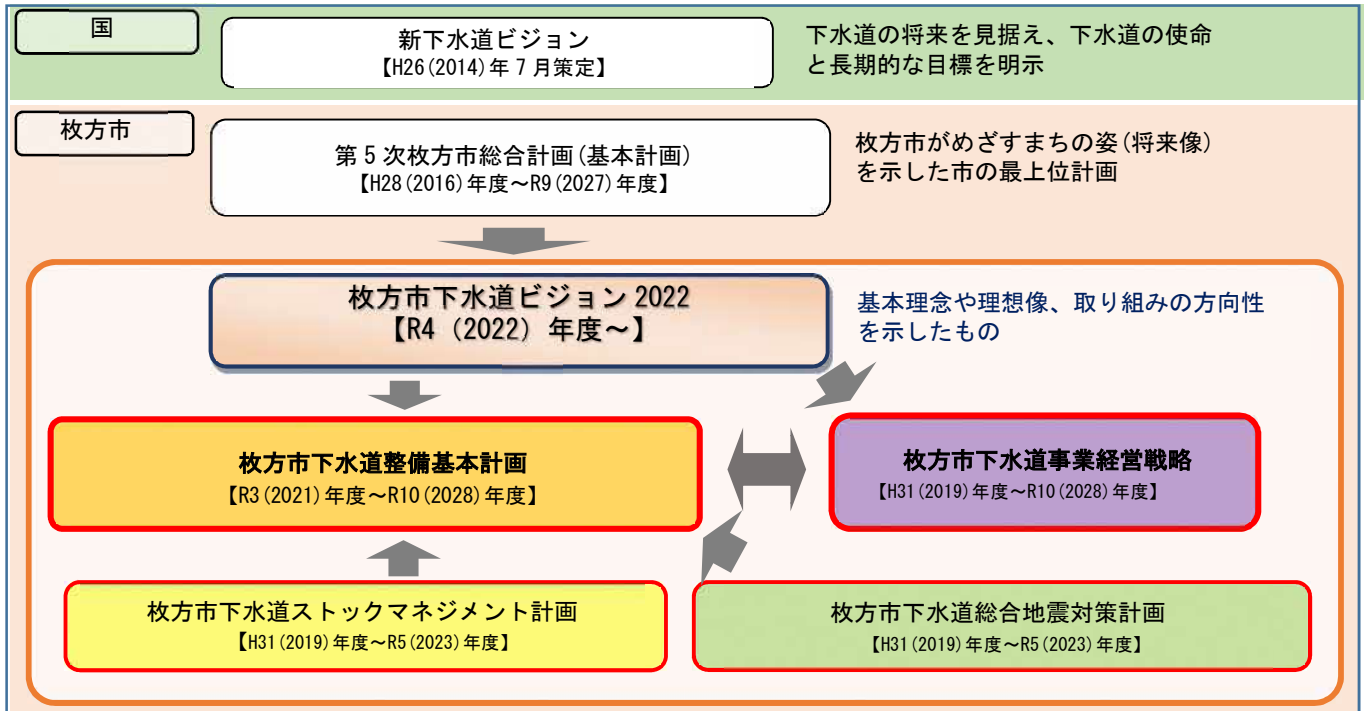 国
新下水道ビジョン
【H26(2014)年7月策定】
下水道の将来を見据え、下水道の使命
と長期的な目標を明示
枚方市
第5次枚方市総合計画(基本計画)
【H28(2016)年度～R9(2027)年度】
枚方市がめざすまちの姿(将来像)
を示した市の最上位計画
枚方市下水道ビジョン2022
【R4（2022）年度～】
基本理念や理想像、取り組みの方向性
を示したもの
枚方市下水道整備基本計画
【R3(2021)年度～R10(2028)年度】
枚方市下水道事業経営戦略
【H31(2019)年度～R10(2028)年度】
枚方市下水道ストックマネジメント計画
【H31(2019)年度～R5(2023)年度】
枚方市下水道総合地震対策計画
【H31(2019)年度～R5(2023)年度】